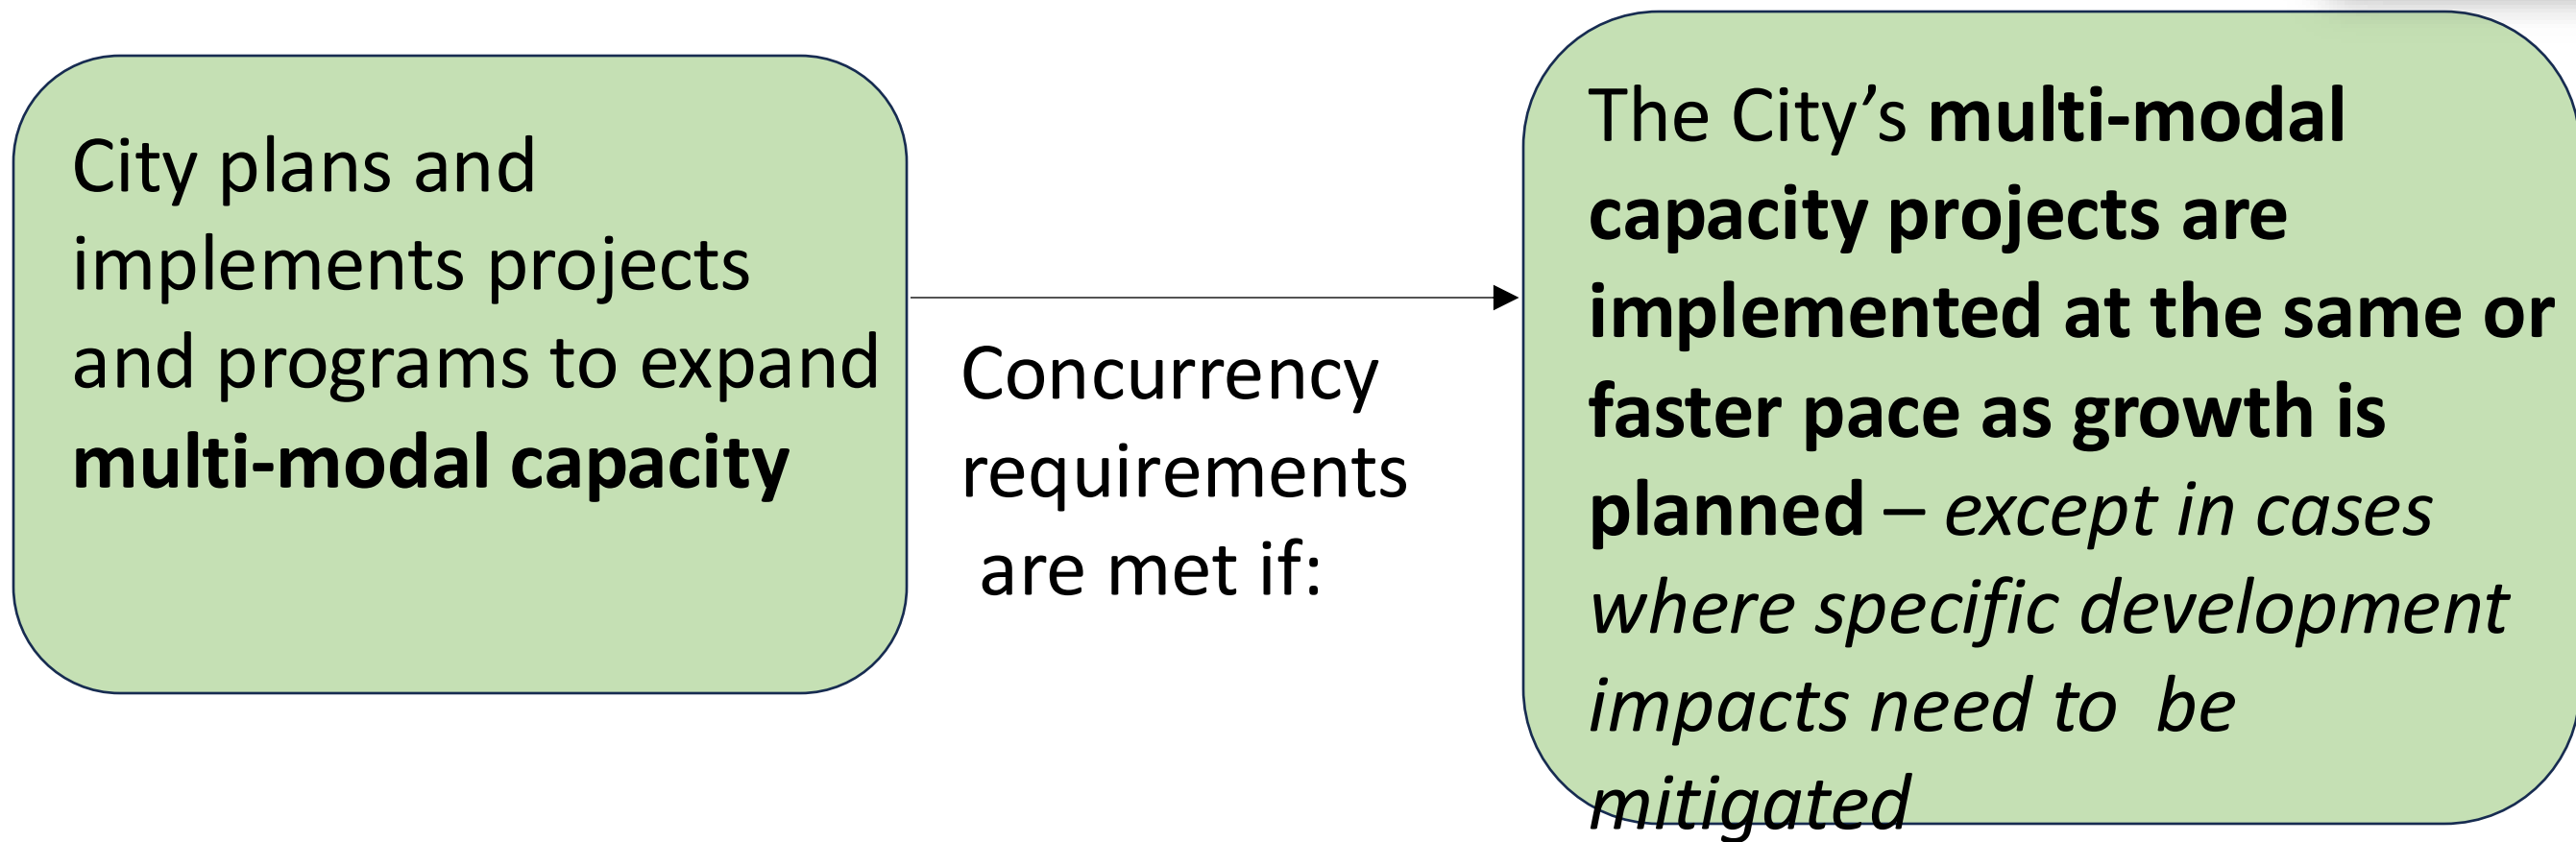 City plans and
implements projects
and programs to expand
multi-modal capacity
Concurrency
requirements
are met if:
The City’s multi-modal
capacity projects are
implemented at the same or
faster pace as growth is
planned – except in cases
where specific development
impacts need to  be
mitigated